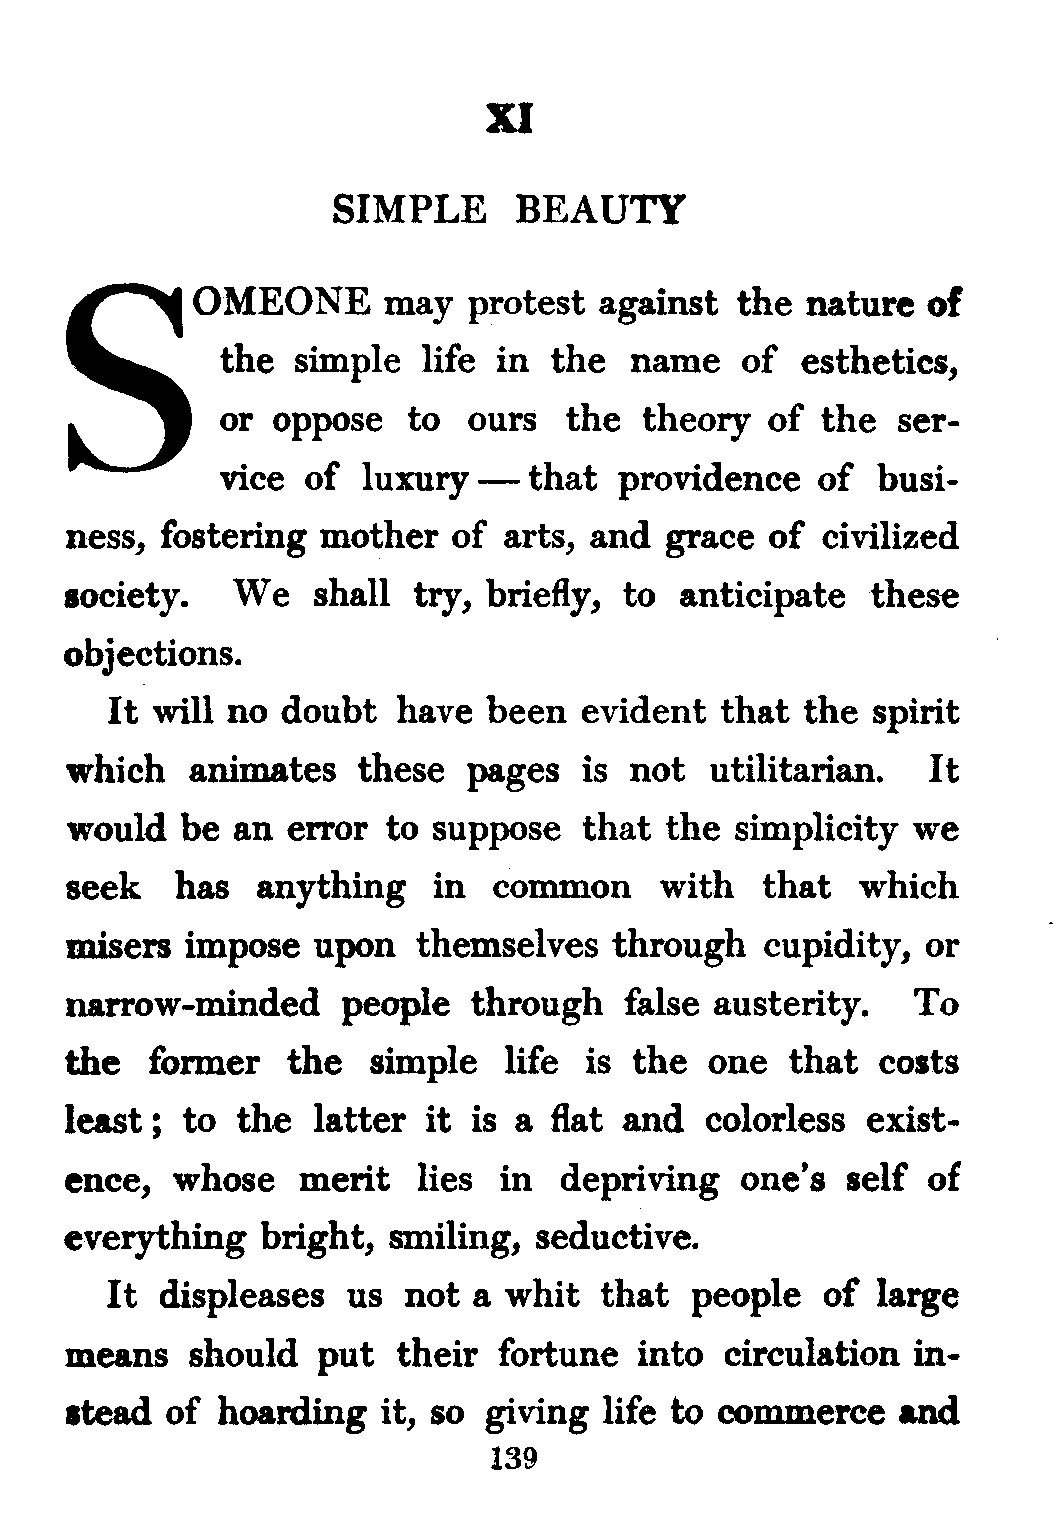 XI
SIMPLE BEAUTY
SOMEONE may protest against the nature of
the simple life in the name of esthetics,
or oppose to ours the theory of the ser-
vice of luxury — that providence of busi-
ness, fostering mother of arts, and grace of civilized
society. We shall try, briefly, to anticipate these
objections.
It will no doubt have been evident that the spirit
which animates these pages is not utilitarian. It
would be an error to suppose that the simplicity we
seek has anything in common with that which
misers impose upon themselves through cupidity, or
narrow-minded people through false austerity. To
the former the simple life is the one that costs
least; to the latter it is a flat and colorless exist-
ence, whose merit lies in depriving one's self of
everything bright, smiling, seductive.
It displeases us not a whit that people of large
means should put their fortune into circulation in-
stead of hoarding it, so giving life to commerce and
139